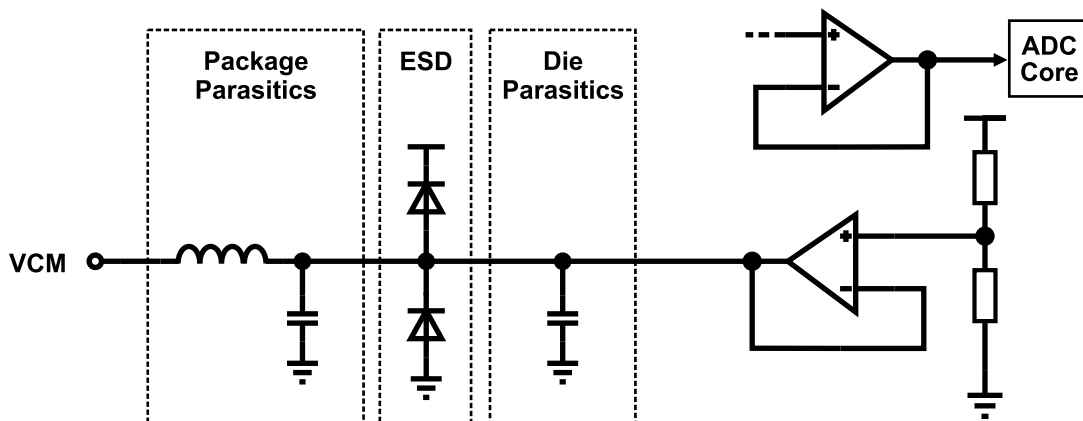 Package
Parasitics
ESD
Die
Parasitics
ADC
Core
VCM